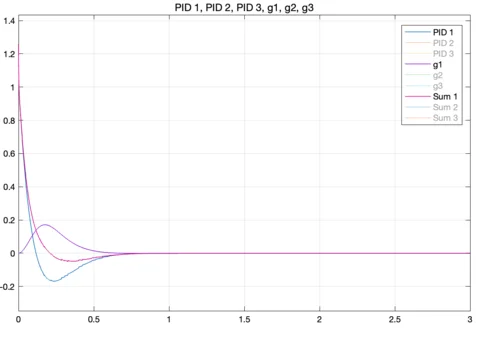 PID 1, PID 2, PID 3, g1, g2, g3
1.4
1.2
1
0.8
0.6
0.4
0.2
0
-0.2
0
0.5
1
1.5
2
2.5
3
PID 1
PID 2
PID 3
g1
g2
g3
Sum 1
Sum 2
Sum 3